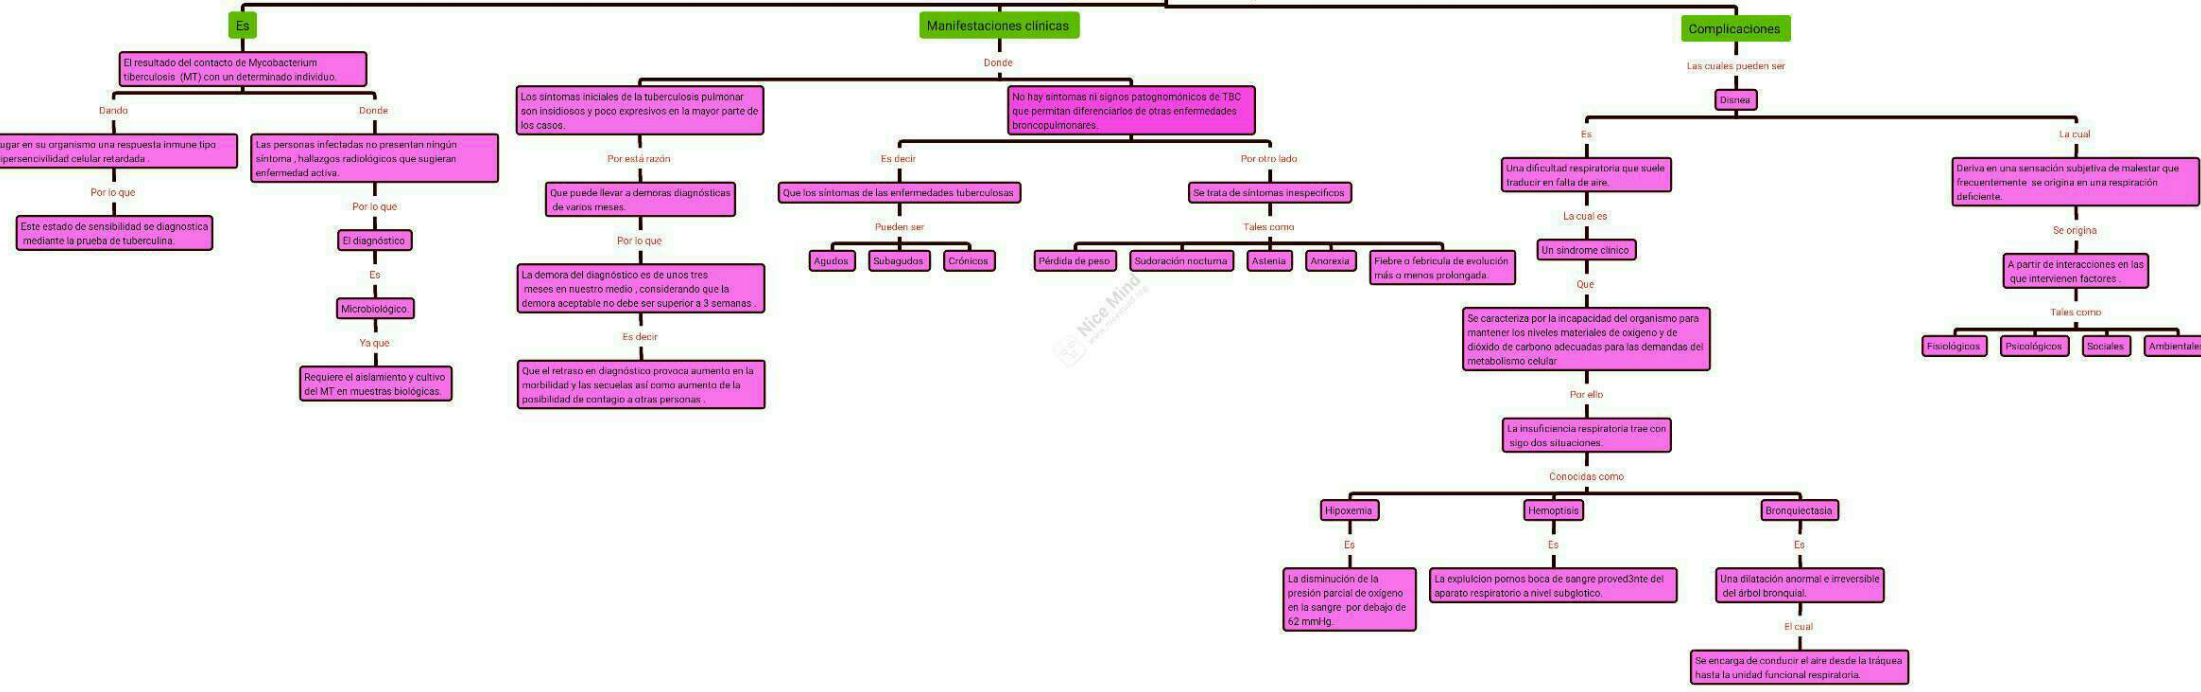 Es
El resultado del contacto de Mycobacterium
tiberculosis (MT) con un determinado individuo.
Dando
ugar en su organismo una respuesta inmune tipo
ipersencivilidad celular retardada .
Por lo que
Este estado de sensibilidad se diagnostica
mediante la prueba de tuberculina.
Donde
Las personas infectadas no presentan ningún
síntoma , hallazgos radiológicos que sugieran
enfermedad activa.
Por lo que
El diagnóstico
Es
Microbiológico.
Ya que
Requiere el aislamiento y cultivo
del MT en muestras biológicas.
Manifestaciones clínicas
Donde
Los síntomas iniciales de la tuberculosis pulmonar
son insidiosos y poco expresivos en la mayor parte de
los casos.
Por está razón
Que puede llevar a demoras diagnósticas
de varios meses.
Por lo que
La demora del diagnóstico es de unos tres
meses en nuestro medio , considerando que la
demora aceptable no debe ser superior a 3 semanas .
Es decir
Que el retraso en diagnóstico provoca aumento en la
morbilidad y las secuelas así como aumento de la
posibilidad de contagio a otras personas .
No hay síntomas ni signos patognomónicos de TBC
que permitan diferenciarlos de otras enfermedades
broncopulmonares.
Es decir
Que los síntomas de las enfermedades tuberculosas
Pueden ser
Agudos
Subagudos
Crónicos
Por otro lado
Se trata de síntomas inespecíficos
Tales como
Pérdida de peso
Sudoración nocturna
Astenia
Anorexia
Fiebre o febricula de evolución
más o menos prolongada.
Nice Mind
Complicaciones
Las cuales pueden ser
Disnea
Es
Una dificultad respiratoria que suele
traducir en falta de aire.
La cual es
Un síndrome clínico
Que
Se caracteriza por la incapacidad del organismo para
mantener los niveles materiales de oxigeno y de
dióxido de carbono adecuadas para las demandas del
metabolismo celular
Por ello
La insuficiencia respiratoria trae con
sigo dos situaciones.
Conocidas como
Hipoxemia
Es
La disminución de la
presión parcial de oxígeno
en la sangre por debajo de
62 mmHg.
Hemoptisis
Es
La explulcion pornos boca de sangre proved3nte del
aparato respiratorio a nivel subglotico.
Bronquiectasia
Es
Una dilatación anormal e irreversible
del árbol bronquial.
El cual
Se encarga de conducir el aire desde la tráquea
hasta la unidad funcional respiratoria.
La cual
Deriva en una sensación subjetiva de malestar que
frecuentemente se origina en una respiración
deficiente.
Se origina
A partir de interacciones en las
que intervienen factores .
Tales como
Fisiológicos
Psicológicos
Sociales
Ambientales